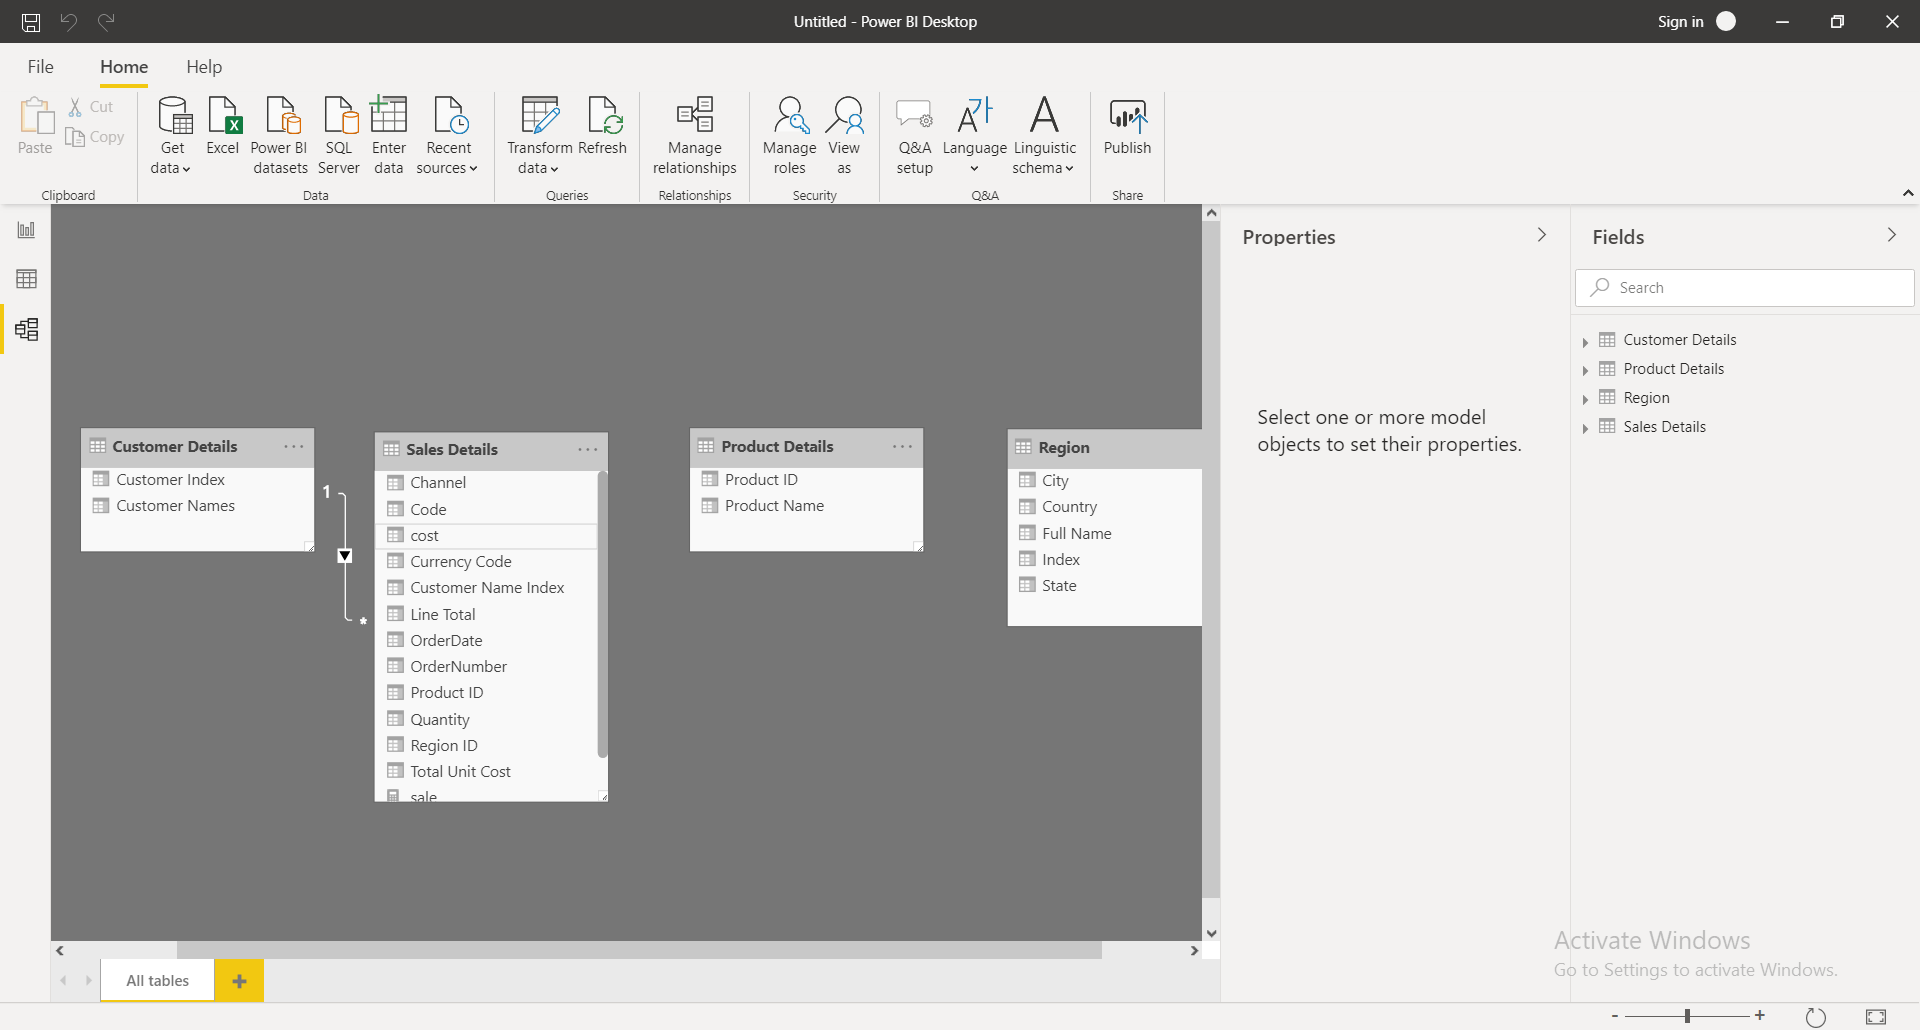 Untitled - Power BI Desktop
Sign in
File
Home
Help
Paste
Cut
Copy
Clipboard
Get data
Excel
Power BI datasets
SQL Server
Enter data
Recent sources
Data
Transform data
Refresh
Queries
Manage relationships
Relationships
Manage roles
View as
Security
Q&A setup
Language
Linguistic schema
Q&A
Publish
Share
Customer Details
Customer Index
Customer Names
1
*
Sales Details
Channel
Code
cost
Currency Code
Customer Name Index
Line Total
OrderDate
OrderNumber
Product ID
Quantity
Region ID
Total Unit Cost
sale
Product Details
Product ID
Product Name
Region
City
Country
Full Name
Index
State
Properties
Select one or more model
objects to set their properties.
Fields
Search
Customer Details
Product Details
Region
Sales Details
Activate Windows
Go to Settings to activate Windows.
All tables